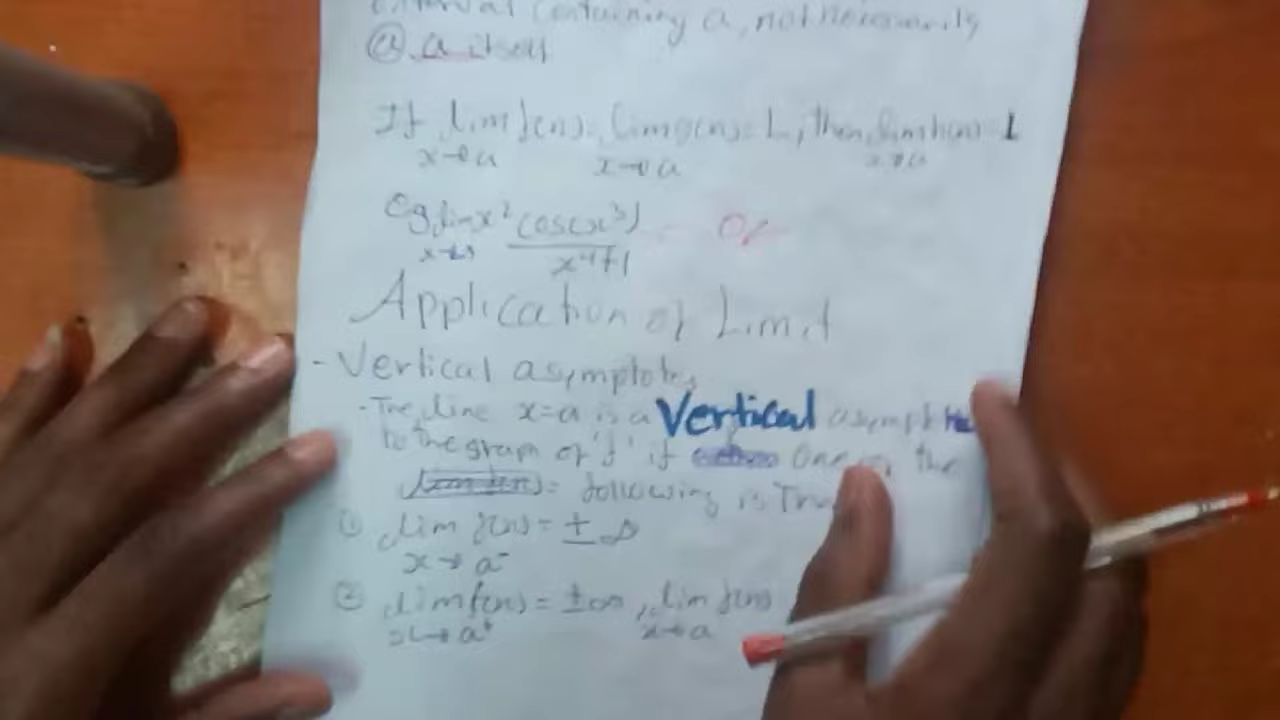 interval containing a, not necessarily
@ a itself
If lim f(n) = lim g(n) = L, then lim h(n) = L
x→a x→a x→a
Eg lim x² cos(x³)
x→
x⁴+1
Application of Limit
- Vertical asymptotes
- The line x=a is a Vertical asympt
to the graph of 'f' if One of the
lim f(n) = following is True
① lim f(n) = ±∞
x→a⁻
② lim f(n) = ±∞, lim f(n)
x→a⁺ x→a